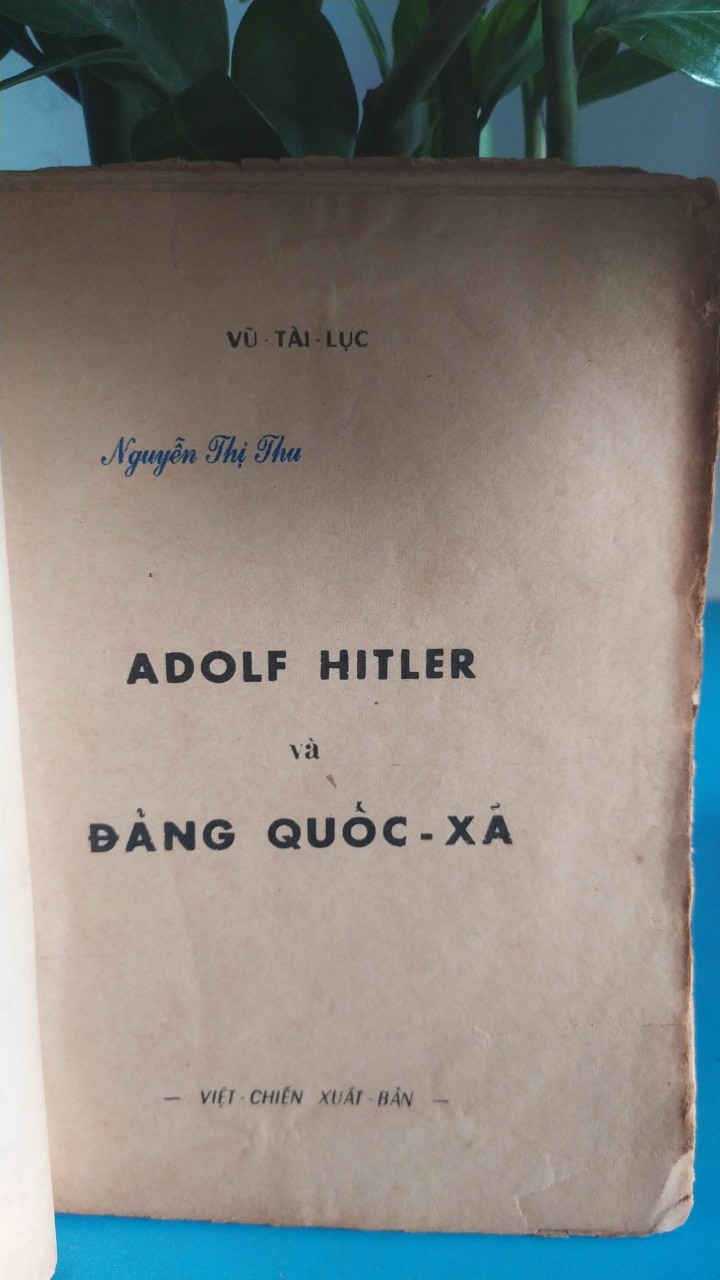 VŨ - TÀI - LỤC
Nguyễn Thị Thu
ADOLF HITLER
và
ĐẢNG QUỐC - XẢ
— VIỆT - CHIẾN XUẤT - BẢN —